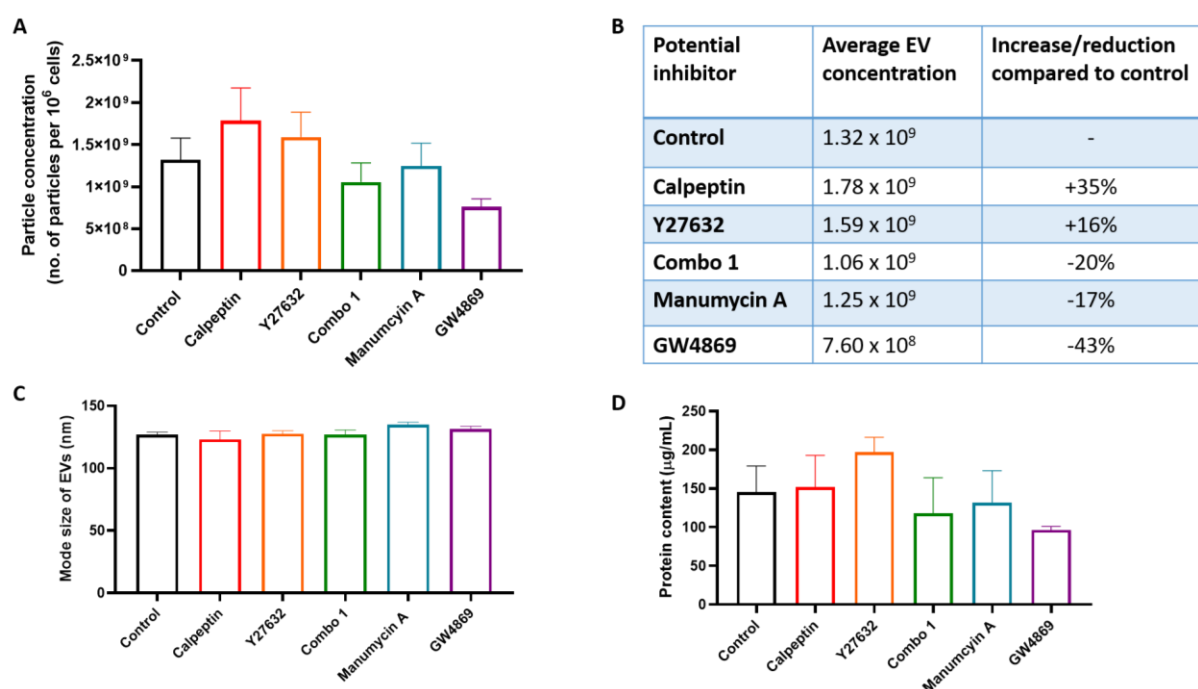 A
Particle concentration
(no. of particles per 10⁶ cells)
2.5×10⁹
2×10⁹
1.5×10⁹
1×10⁹
5×10⁸
0
Control
Calpeptin
Y27632
Combo 1
Manumcyin A
GW4869
B
Potential inhibitor
Average EV concentration
Increase/reduction compared to control
Control
1.32 x 10⁹
-
Calpeptin
1.78 x 10⁹
+35%
Y27632
1.59 x 10⁹
+16%
Combo 1
1.06 x 10⁹
-20%
Manumycin A
1.25 x 10⁹
-17%
GW4869
7.60 x 10⁸
-43%
C
Mode size of EVs (nm)
150
100
50
0
Control
Calpeptin
Y27632
Combo 1
Manumycin A
GW4869
D
Protein content (µg/mL)
250
200
150
100
50
0
Control
Calpeptin
Y27632
Combo 1
Manumcyin A
GW4869